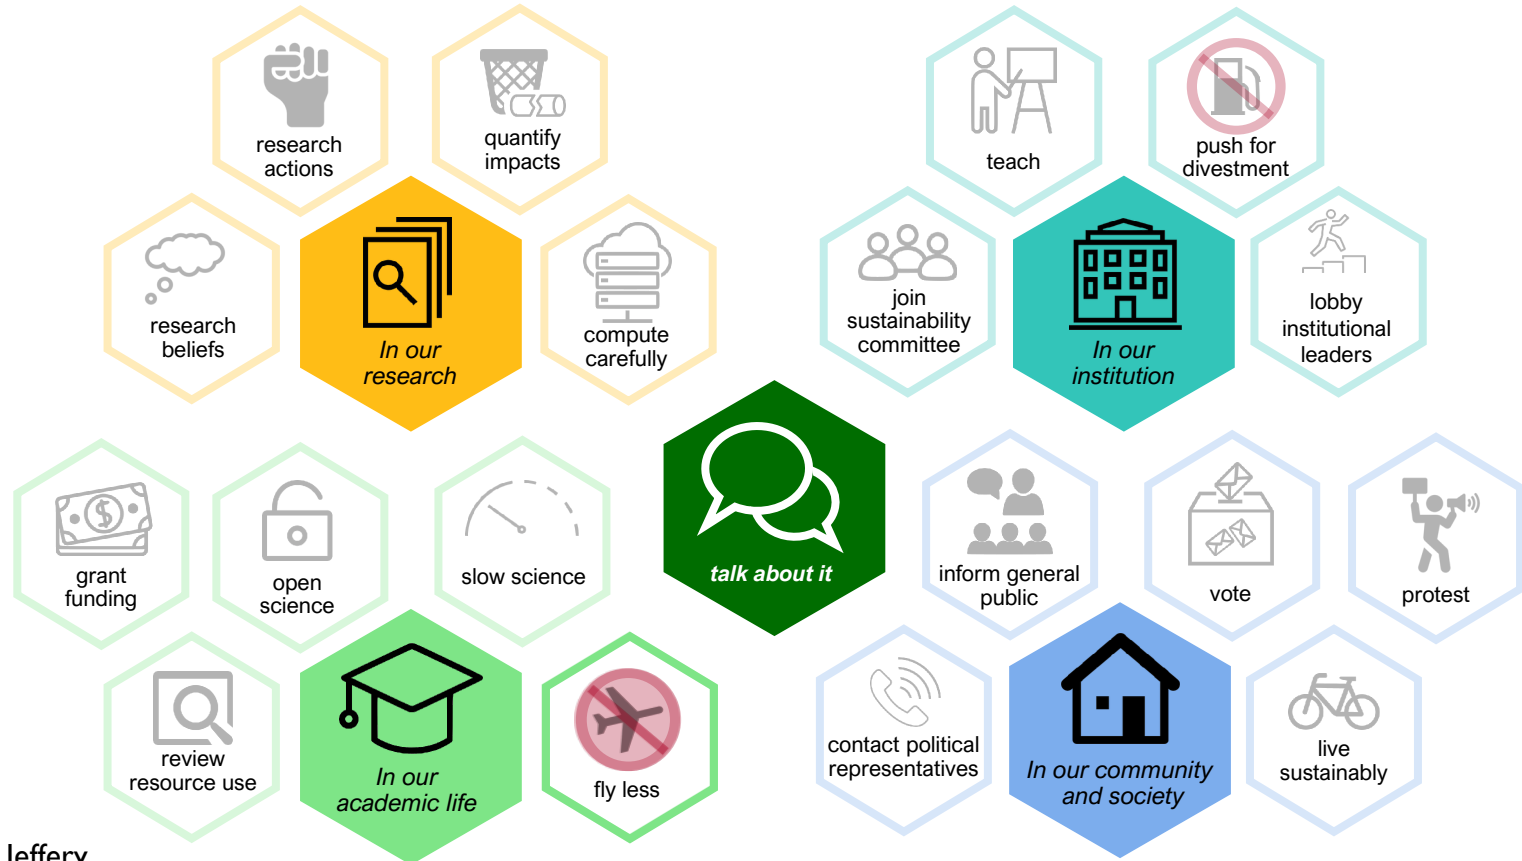 research
actions
quantify
impacts
research
beliefs
compute
carefully
In our
research
teach
push for
divestment
join
sustainability
committee
lobby
institutional
leaders
In our
institution
talk about it
grant
funding
open
science
slow science
review
resource use
fly less
In our
academic life
inform general
public
vote
protest
contact political
representatives
live
sustainably
In our community
and society
$